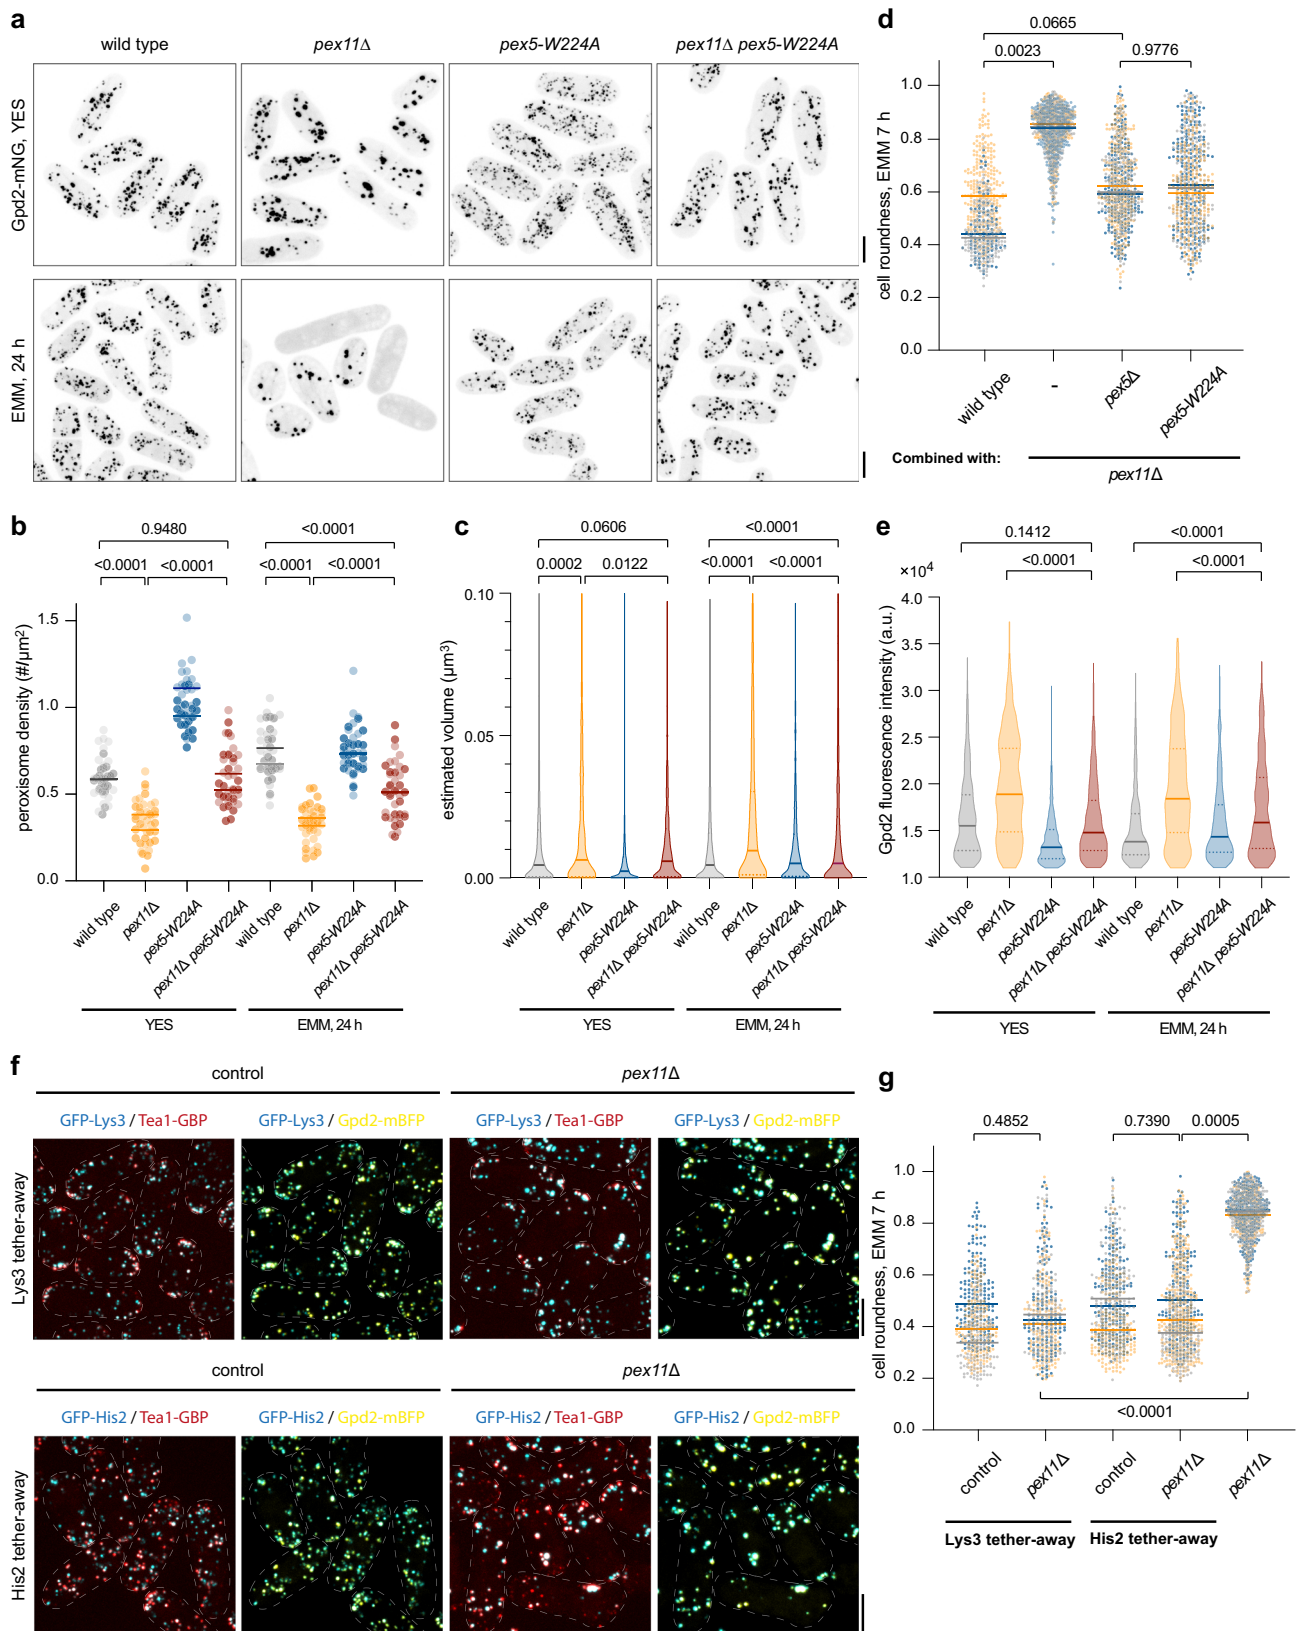 a
wild type
pex11Δ
pex5-W224A
pex11Δ pex5-W224A
Gpd2-mNG, YES
EMM, 24 h
d
0.0665
0.0023
0.9776
cell roundness, EMM 7 h
1.0
0.8
0.6
0.4
0.2
0.0
wild type
-
pex5Δ
pex5-W224A
Combined with:
pex11Δ
b
0.9480
<0.0001
<0.0001
<0.0001
<0.0001
<0.0001
peroxisome density (#/µm²)
1.5
1.0
0.5
0.0
wild type
pex11Δ
pex5-W224A
pex11Δ pex5-W224A
wild type
pex11Δ
pex5-W224A
pex11Δ pex5-W224A
YES
EMM, 24 h
c
0.0606
<0.0001
0.0002
0.0122
<0.0001
<0.0001
estimated volume (µm³)
0.10
0.05
0.00
wild type
pex11Δ
pex5-W224A
pex11Δ pex5-W224A
wild type
pex11Δ
pex5-W224A
pex11Δ pex5-W224A
YES
EMM, 24 h
e
0.1412
<0.0001
<0.0001
<0.0001
×10⁴
Gpd2 fluorescence intensity (a.u.)
4.0
3.5
3.0
2.5
2.0
1.5
1.0
wild type
pex11Δ
pex5-W224A
pex11Δ pex5-W224A
wild type
pex11Δ
pex5-W224A
pex11Δ pex5-W224A
YES
EMM, 24 h
f
control
pex11Δ
GFP-Lys3 / Tea1-GBP
GFP-Lys3 / Gpd2-mBFP
GFP-Lys3 / Tea1-GBP
GFP-Lys3 / Gpd2-mBFP
Lys3 tether-away
control
pex11Δ
GFP-His2 / Tea1-GBP
GFP-His2 / Gpd2-mBFP
GFP-His2 / Tea1-GBP
GFP-His2 / Gpd2-mBFP
His2 tether-away
g
0.4852
0.7390
0.0005
cell roundness, EMM 7 h
1.0
0.8
0.6
0.4
0.2
0.0
<0.0001
control
pex11Δ
control
pex11Δ
pex11Δ
Lys3 tether-away
His2 tether-away